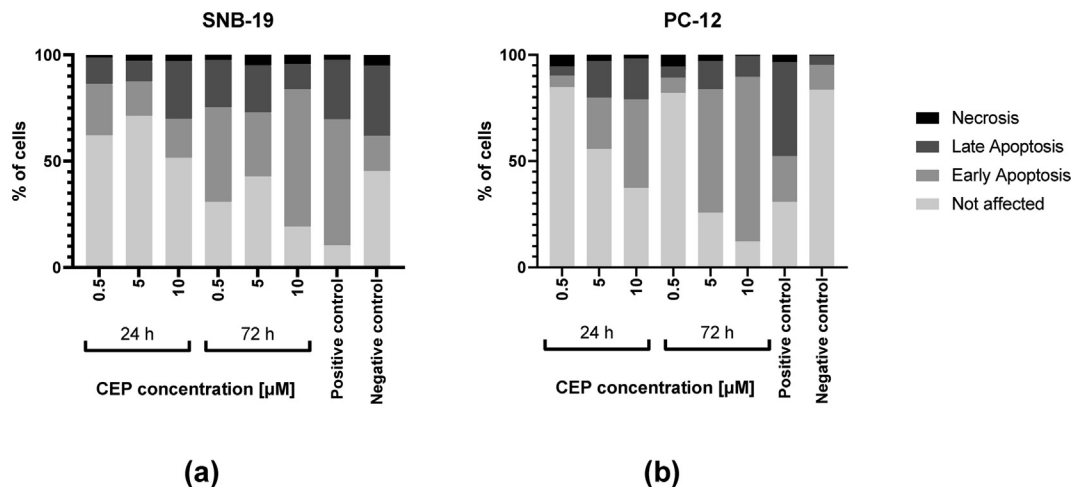 SNB-19
% of cells
100
50
0
0.5
5
10
0.5
5
10
Positive control
Negative control
24 h
72 h
CEP concentration [µM]
(a)
PC-12
% of cells
100
50
0
0.5
5
10
0.5
5
10
Positive control
Negative control
24 h
72 h
CEP concentration [µM]
(b)
Necrosis
Late Apoptosis
Early Apoptosis
Not affected